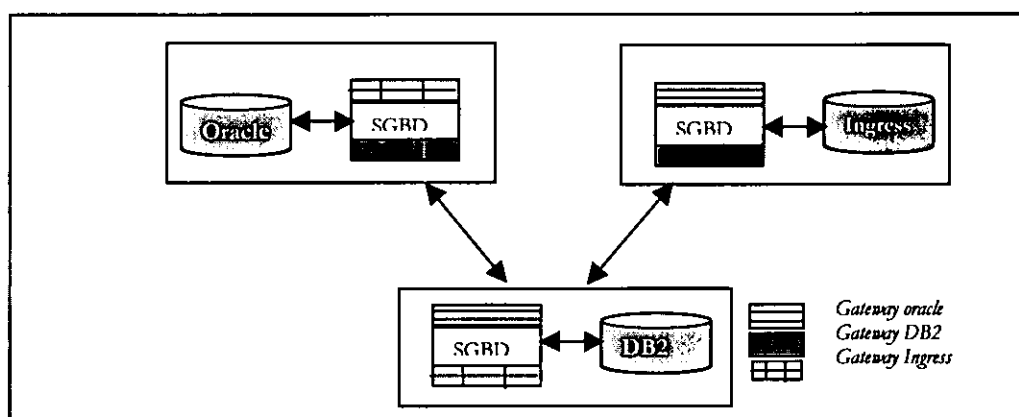 Oracle
SGBD
SGBD
Ingress
SGBD
DB2
Gateway oracle
Gateway DB2
Gateway Ingress